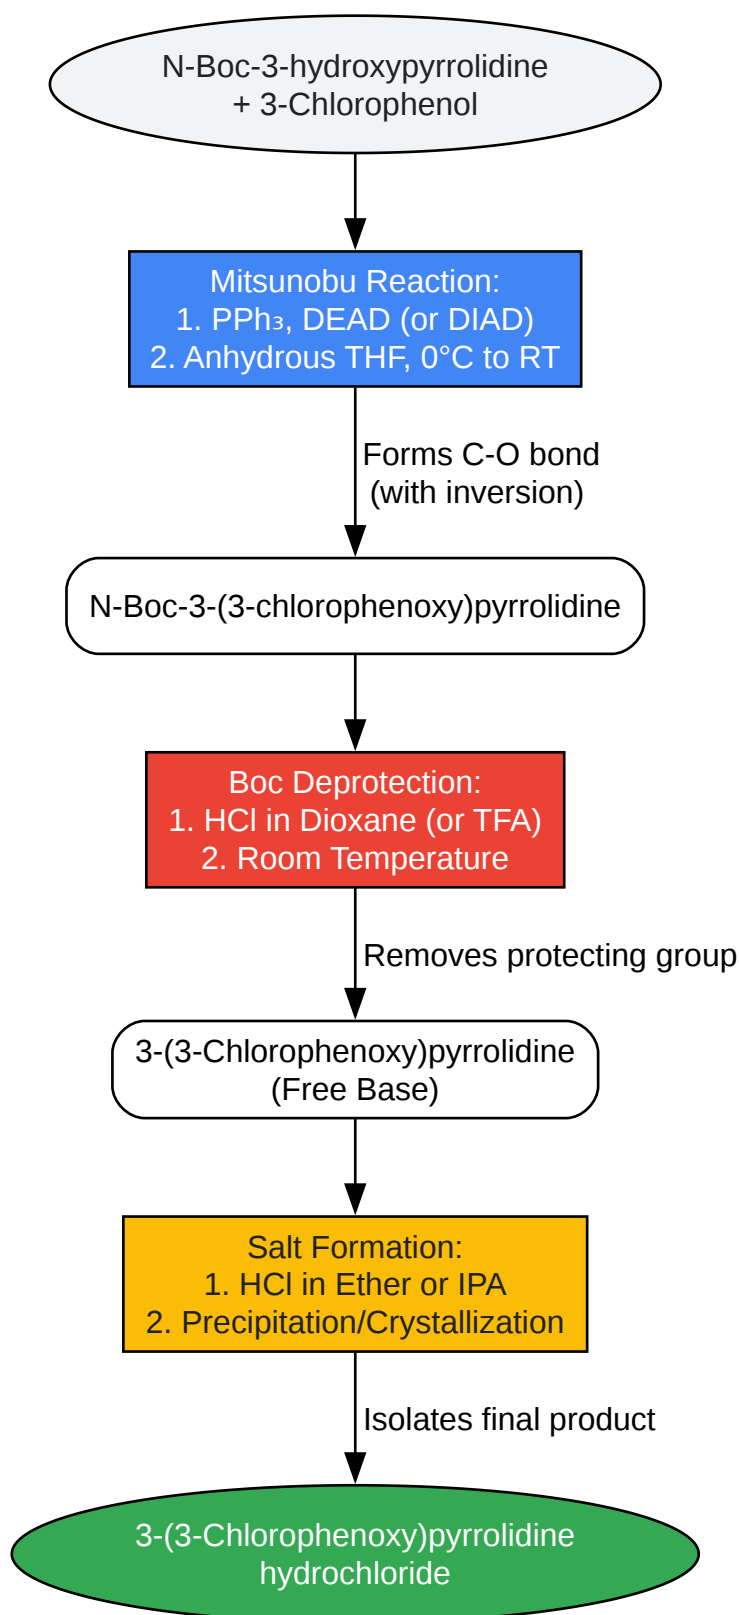 N-Boc-3-hydroxypyrrolidine
+ 3-Chlorophenol
Mitsunobu Reaction:
1. PPh₃, DEAD (or DIAD)
2. Anhydrous THF, 0°C to RT
Forms C-O bond
(with inversion)
N-Boc-3-(3-chlorophenoxy)pyrrolidine
Boc Deprotection:
1. HCl in Dioxane (or TFA)
2. Room Temperature
Removes protecting group
3-(3-Chlorophenoxy)pyrrolidine
(Free Base)
Salt Formation:
1. HCl in Ether or IPA
2. Precipitation/Crystallization
Isolates final product
3-(3-Chlorophenoxy)pyrrolidine
hydrochloride